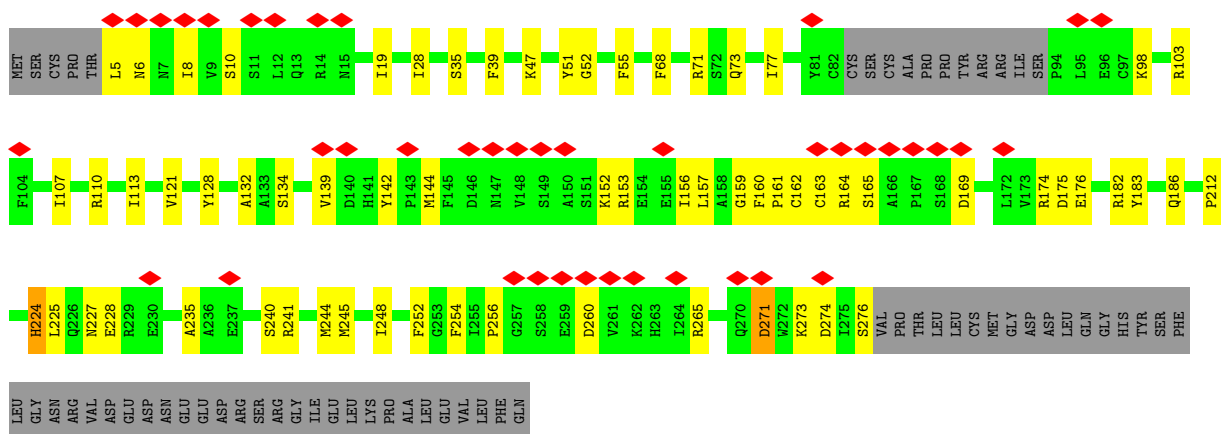 MET SER CYS PRO THR L5 N6 N7 I8 V9 S10 S11 L12 Q13 R14 N15 I19 I28 S35 F39 K47 Y51 G52 F55 F68 R71 S72 Q73 I77 Y81 C82 CYS SER CYS ALA PRO PRO TYR ARG ARG ILE SER P94 L95 E96 C97 K98 R103
F104 I107 R110 I113 V121 Y128 A132 A133 S134 V139 D140 H141 Y142 P143 M144 F145 D146 N147 V148 S149 A150 S151 K152 R153 E154 E155 I156 L157 A158 G159 F160 P161 C162 C163 R164 S165 A166 P167 S168 D169 L172 V173 R174 D175 E176 R182 Y183 Q186 P212
H224 L225 Q226 N227 E228 R229 E230 A235 A236 E237 S240 R241 M244 M245 I248 F252 G253 F254 I255 P256 G257 S258 E259 D260 V261 K262 H263 I264 R265 Q270 D271 W272 K273 D274 I275 S276 VAL PRO THR LEU LEU CYS MET GLY ASP ASP LEU GLN GLY HIS TYR SER PHE
LEU GLY ASN ARG VAL ASP GLU ASP ASN GLU GLU ASP ARG SER ARG GLY ILE GLU LEU LYS PRO ALA LEU GLU VAL LEU PHE GLN